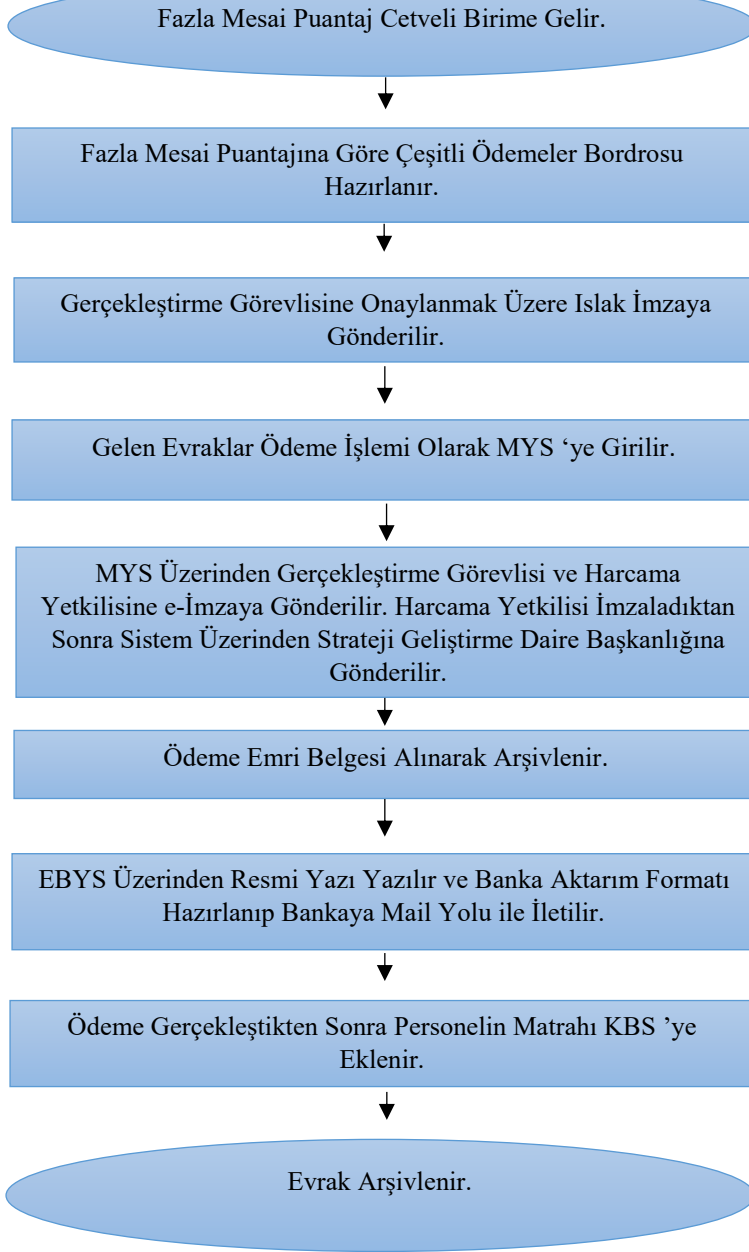 Fazla Mesai Puantaj Cetveli Birime Gelir.
Fazla Mesai Puantajına Göre Çeşitli Ödemeler Bordrosu
Hazırlanır.
Gerçekleştirme Görevlisine Onaylanmak Üzere Islak İmzaya
Gönderilir.
Gelen Evraklar Ödeme İşlemi Olarak MYS ‘ye Girilir.
MYS Üzerinden Gerçekleştirme Görevlisi ve Harcama
Yetkilisine e-İmzaya Gönderilir. Harcama Yetkilisi İmzaladıktan
Sonra Sistem Üzerinden Strateji Geliştirme Daire Başkanlığına
Gönderilir.
Ödeme Emri Belgesi Alınarak Arşivlenir.
EBYS Üzerinden Resmi Yazı Yazılır ve Banka Aktarım Formatı
Hazırlanıp Bankaya Mail Yolu ile İletilir.
Ödeme Gerçekleştikten Sonra Personelin Matrahı KBS ’ye
Eklenir.
Evrak Arşivlenir.